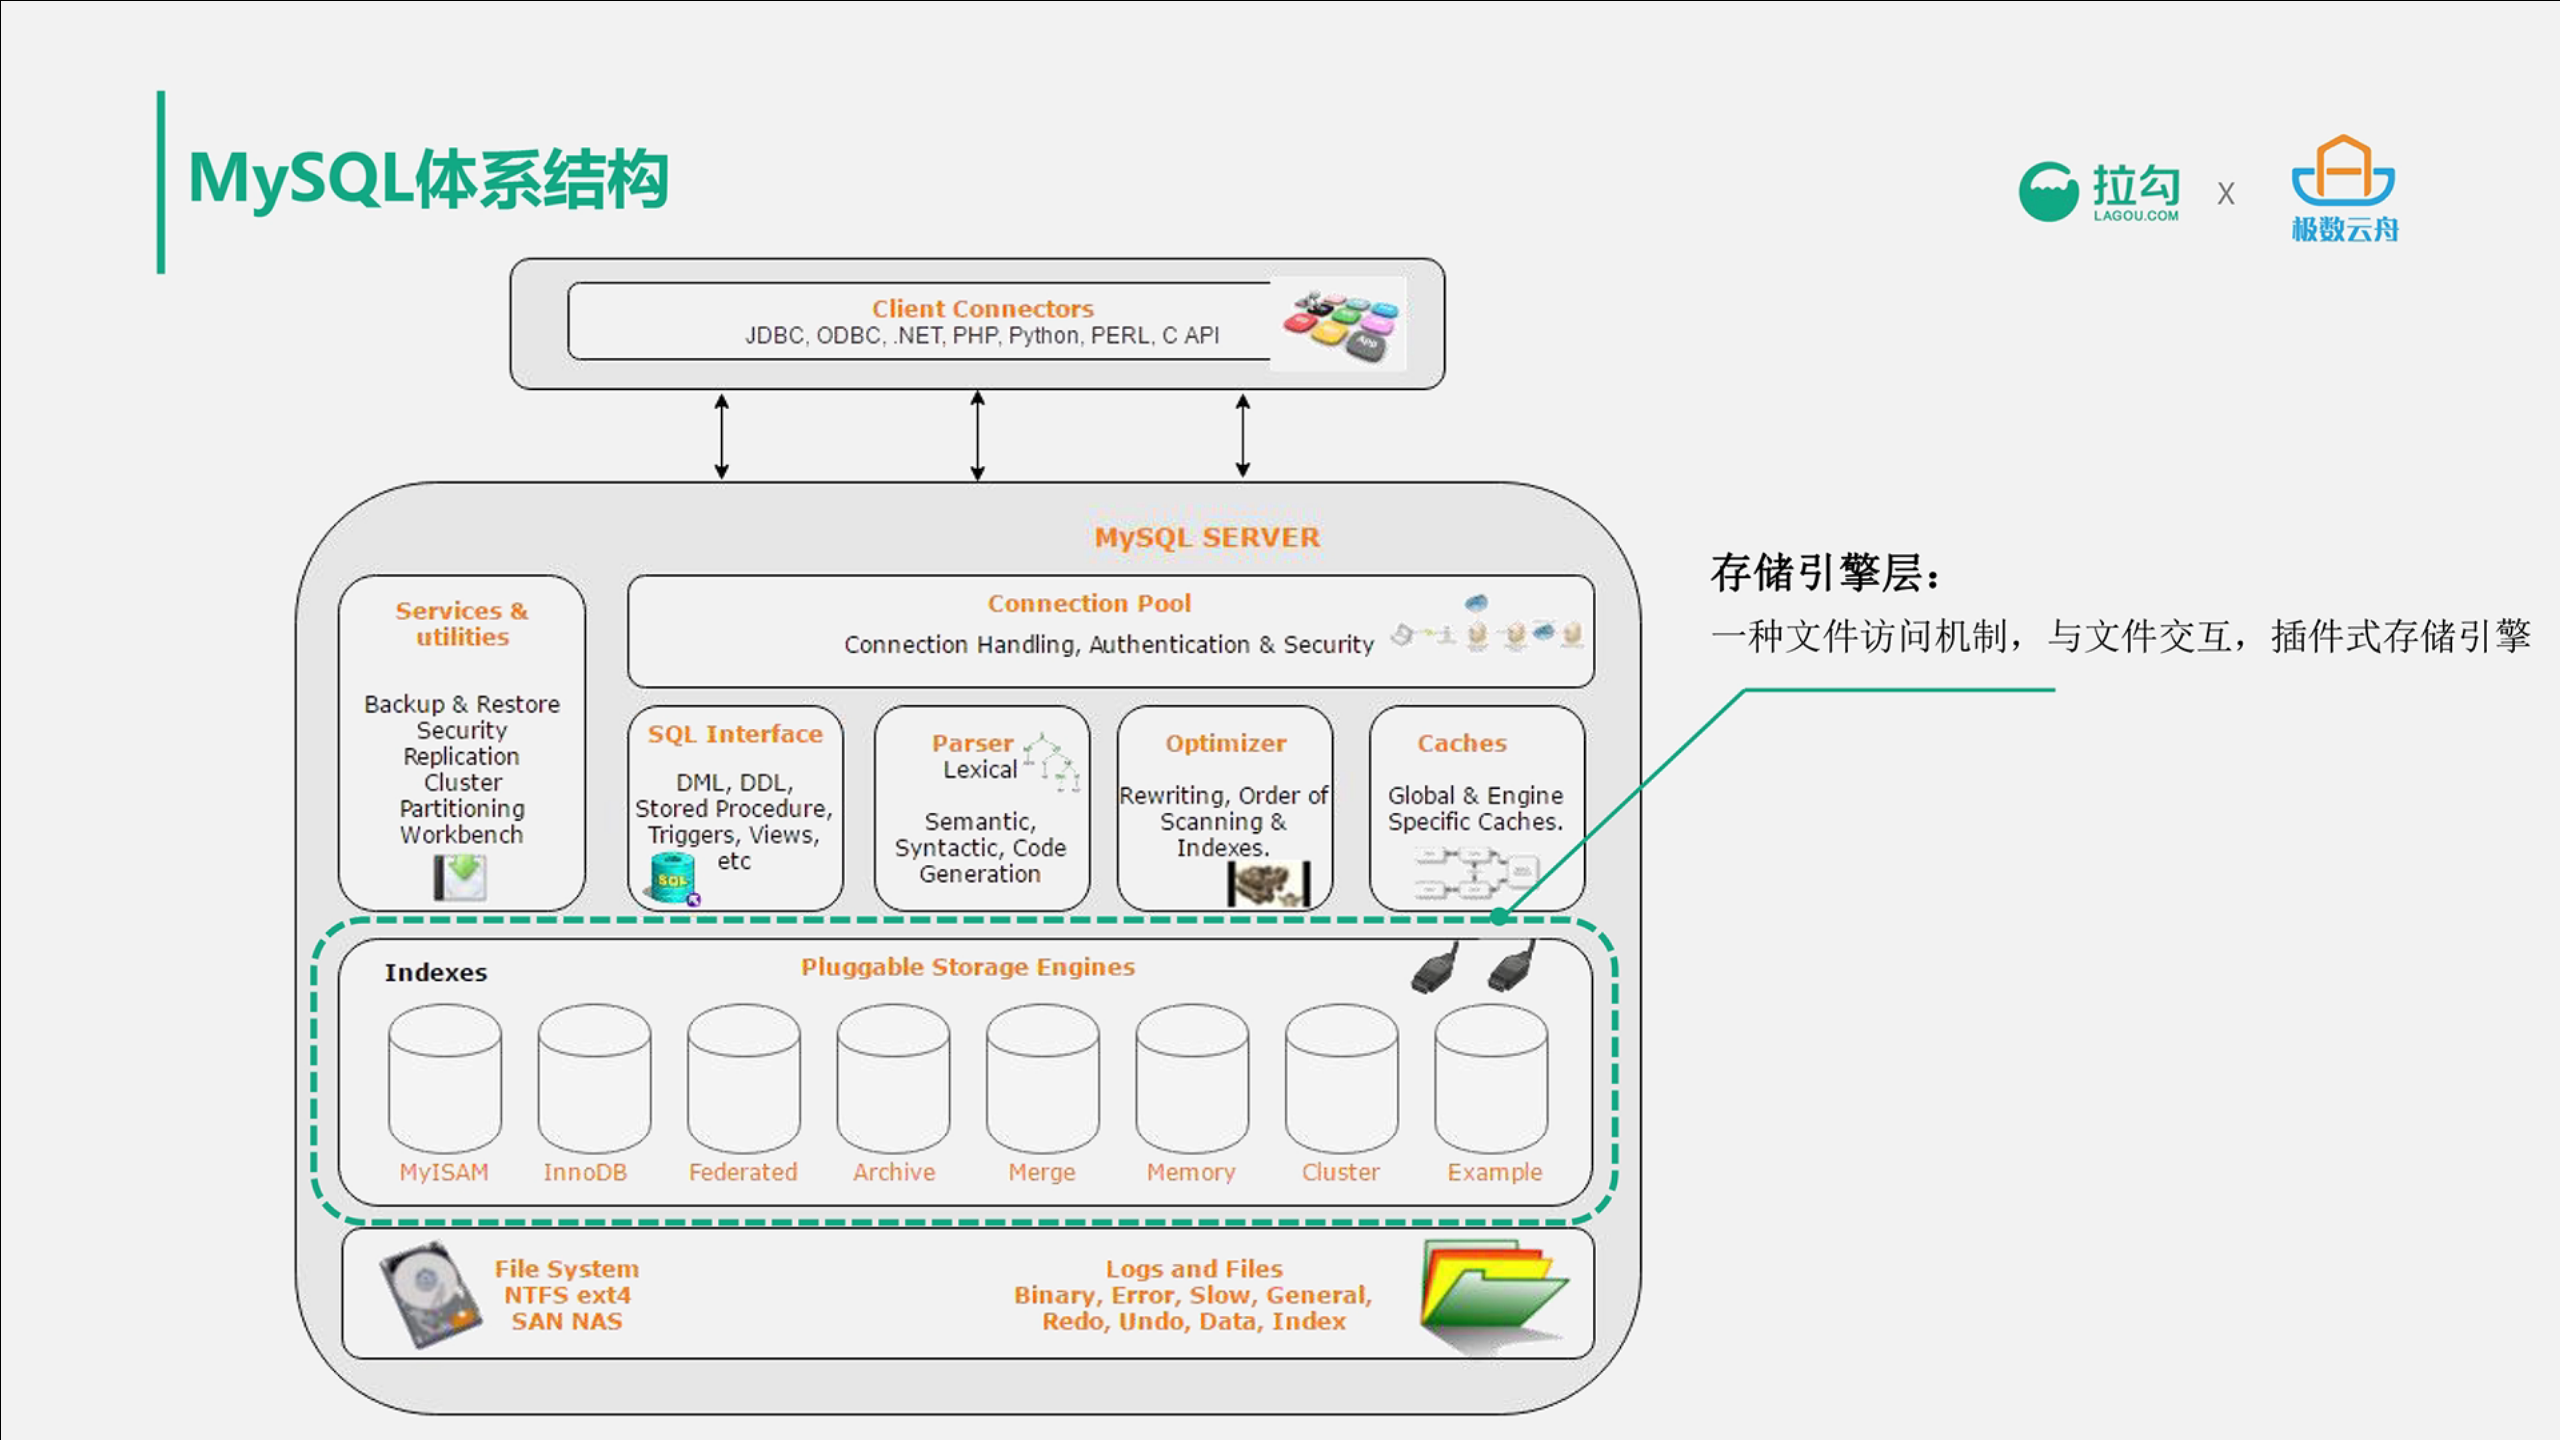 MySQL体系结构
拉勾
LAGOU.COM
X
极数云舟
Client Connectors
JDBC, ODBC, .NET, PHP, Python, PERL, C API
APP
MySQL SERVER
Services &
utilities
Backup & Restore
Security
Replication
Cluster
Partitioning
Workbench
Connection Pool
Connection Handling, Authentication & Security
SQL Interface
DML, DDL,
Stored Procedure,
Triggers, Views,
etc
SQL
Parser
Lexical
Semantic,
Syntactic, Code
Generation
Optimizer
Rewriting, Order of
Scanning &
Indexes.
Caches
Global & Engine
Specific Caches.
存储引擎层：
一种文件访问机制，与文件交互，插件式存储引擎
Indexes
Pluggable Storage Engines
MyISAM
InnoDB
Federated
Archive
Merge
Memory
Cluster
Example
File System
NTFS ext4
SAN NAS
Logs and Files
Binary, Error, Slow, General,
Redo, Undo, Data, Index